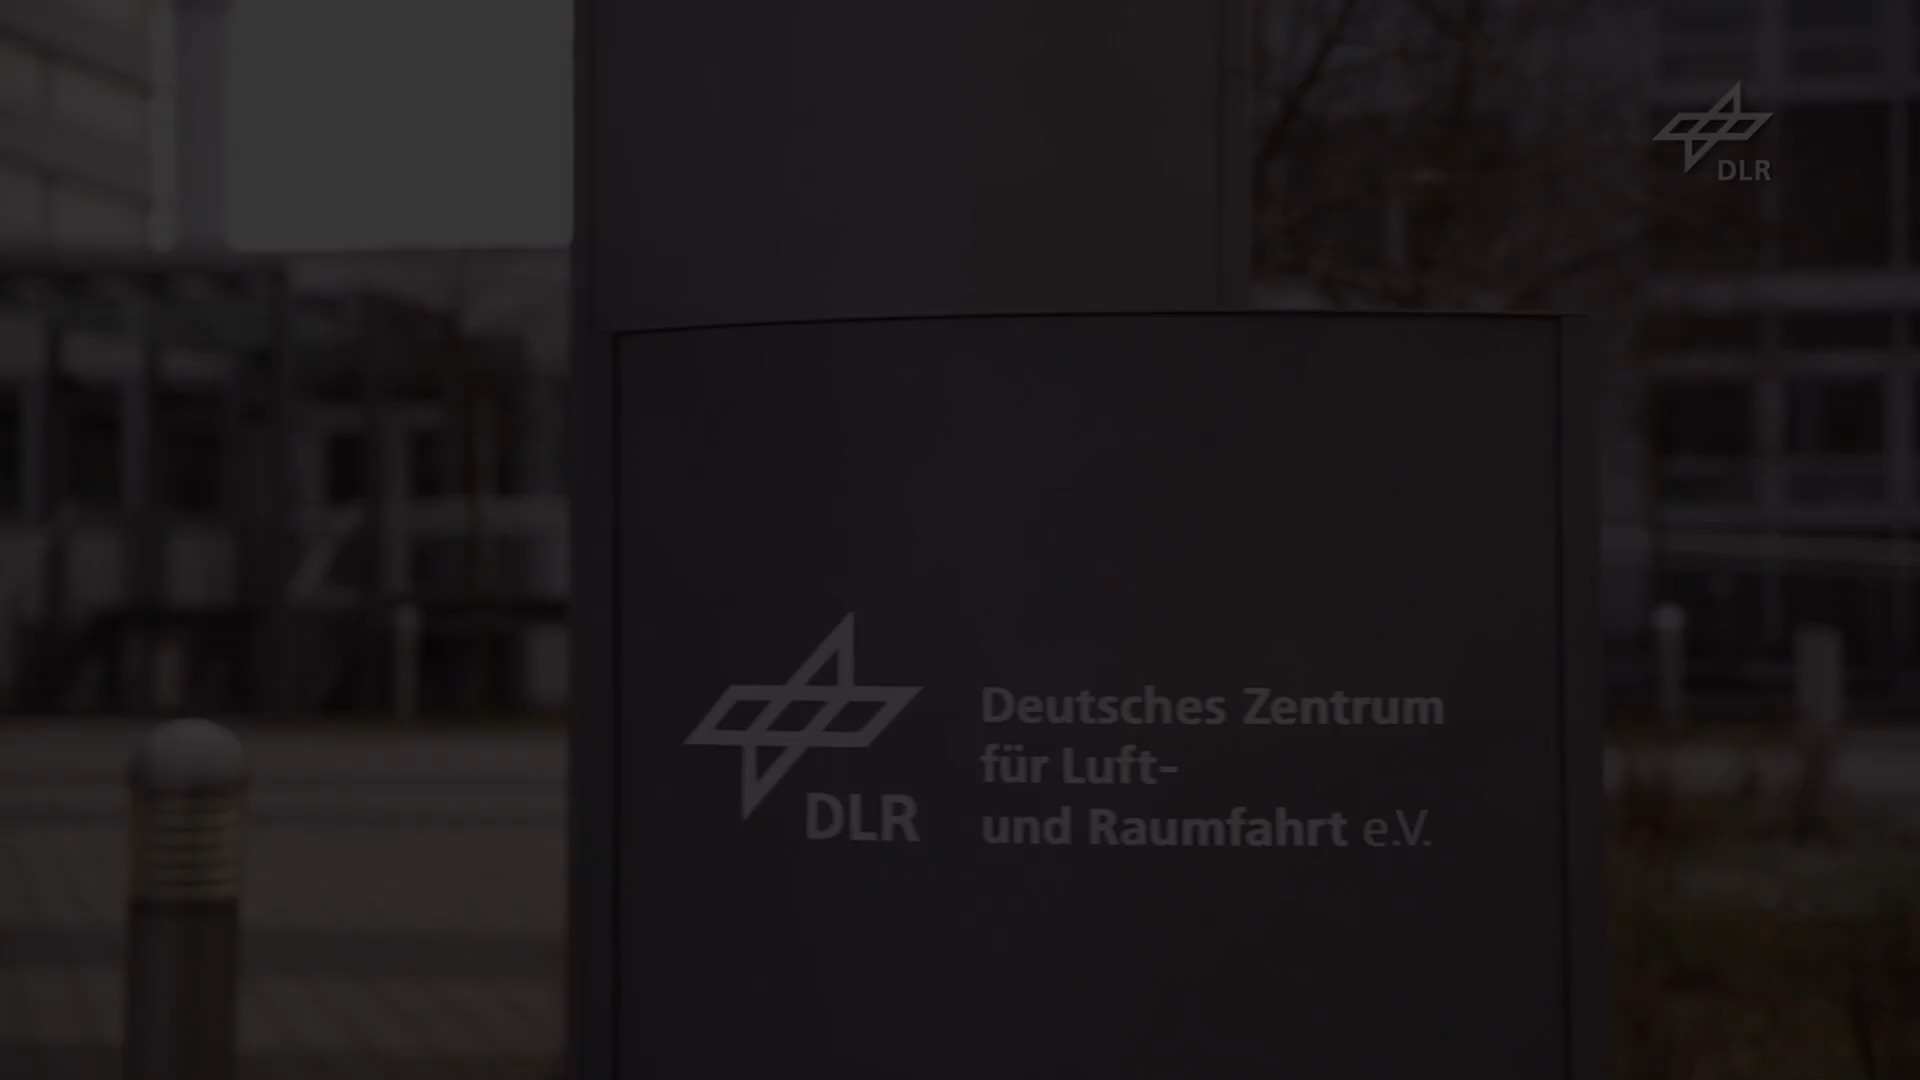 DLR
DLR
Deutsches Zentrum
für Luft-
und Raumfahrt e.V.